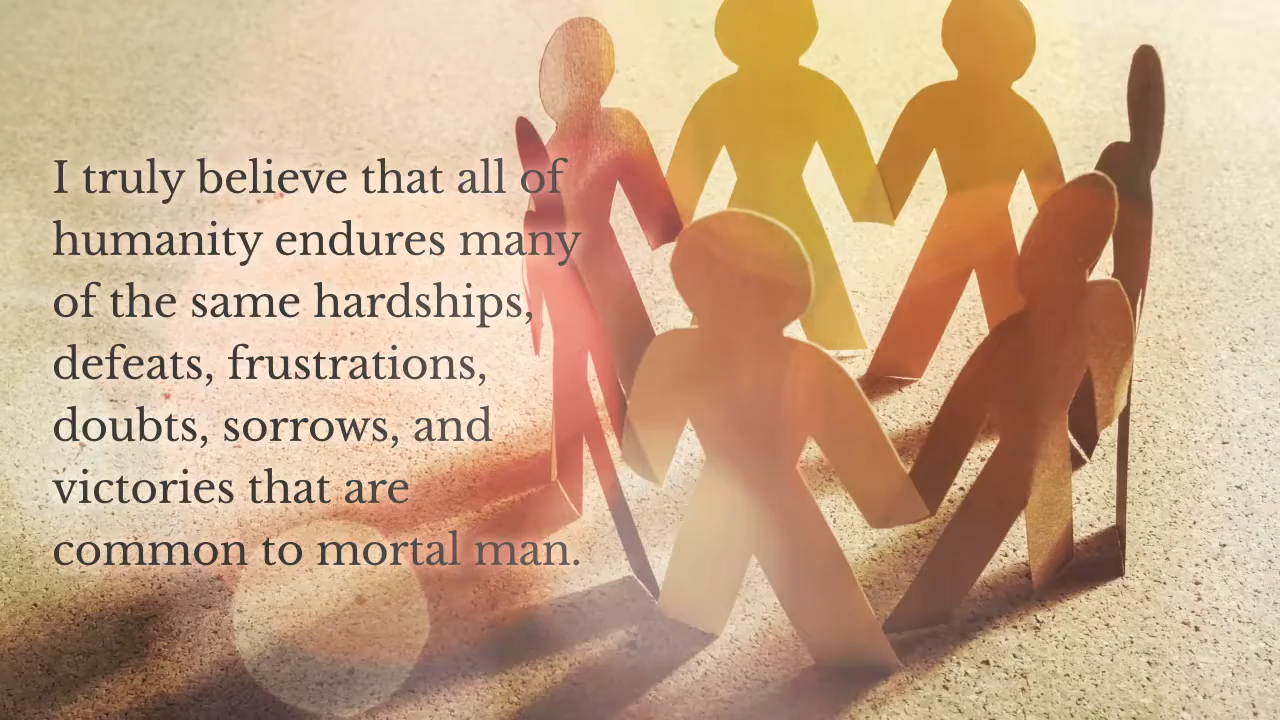 I truly believe that all of
humanity endures many
of the same hardships,
defeats, frustrations,
doubts, sorrows, and
victories that are
common to mortal man.